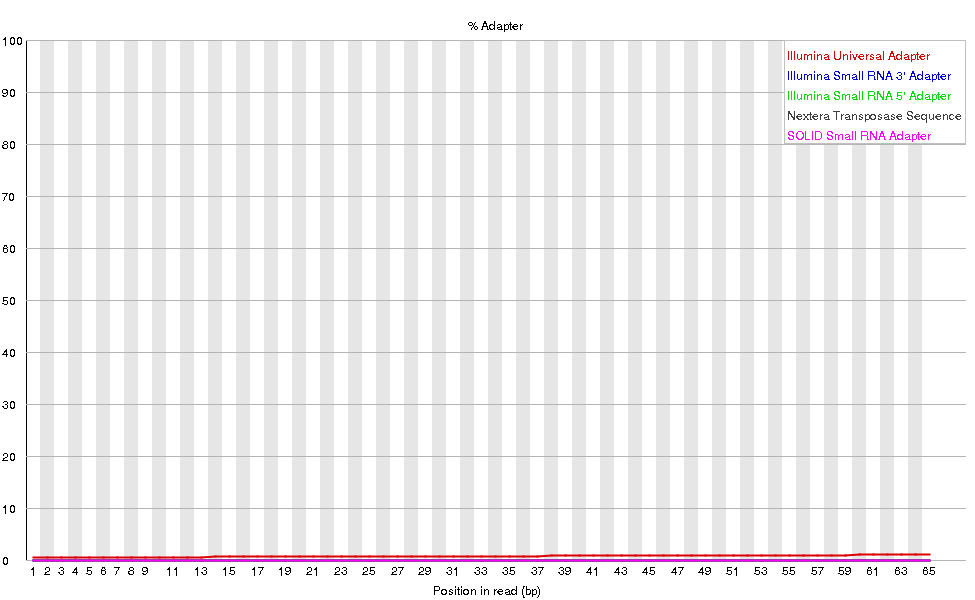 % Adapter
100
90
80
70
60
50
40
30
20
10
0
Illumina Universal Adapter
Illumina Small RNA 3' Adapter
Illumina Small RNA 5' Adapter
Nextera Transposase Sequence
SOLID Small RNA Adapter
1 2 3 4 5 6 7 8 9 11 13 15 17 19 21 23 25 27 29 31 33 35 37 39 41 43 45 47 49 51 53 55 57 59 61 63 65
Position in read (bp)